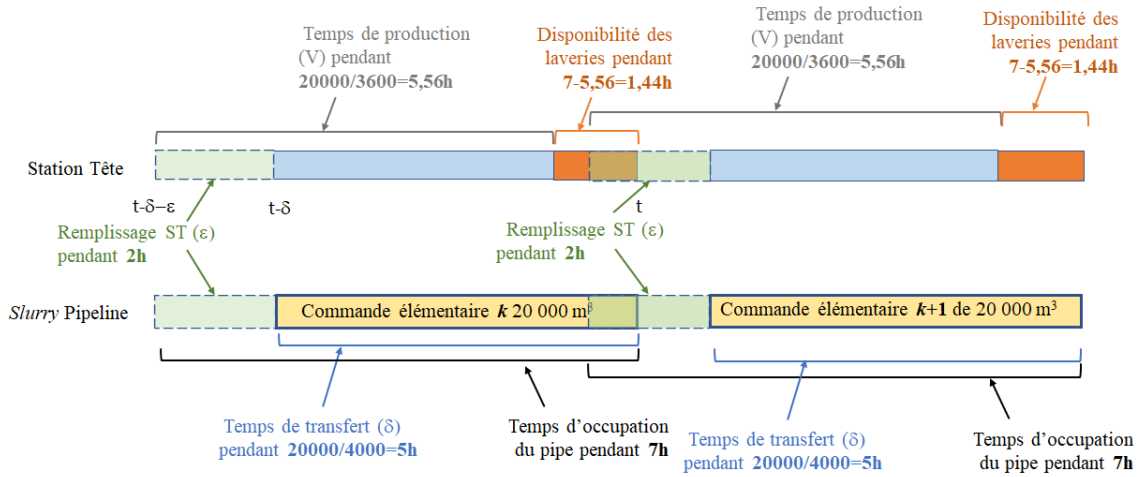 Temps de production
(V) pendant
20000/3600=5,56h
Disponibilité des
laveries pendant
7-5,56=1,44h
Temps de production
(V) pendant
20000/3600=5,56h
Disponibilité des
laveries pendant
7-5,56=1,44h
Station Tête
t-δ-ε
t-δ
t
Remplissage ST (ε)
pendant 2h
Remplissage ST (ε)
pendant 2h
Slurry Pipeline
Commande élémentaire k 20 000 m³
Commande élémentaire k+1 de 20 000 m³
Temps de transfert (δ)
pendant 20000/4000=5h
Temps d’occupation
du pipe pendant 7h
Temps de transfert (δ)
pendant 20000/4000=5h
Temps d’occupation
du pipe pendant 7h